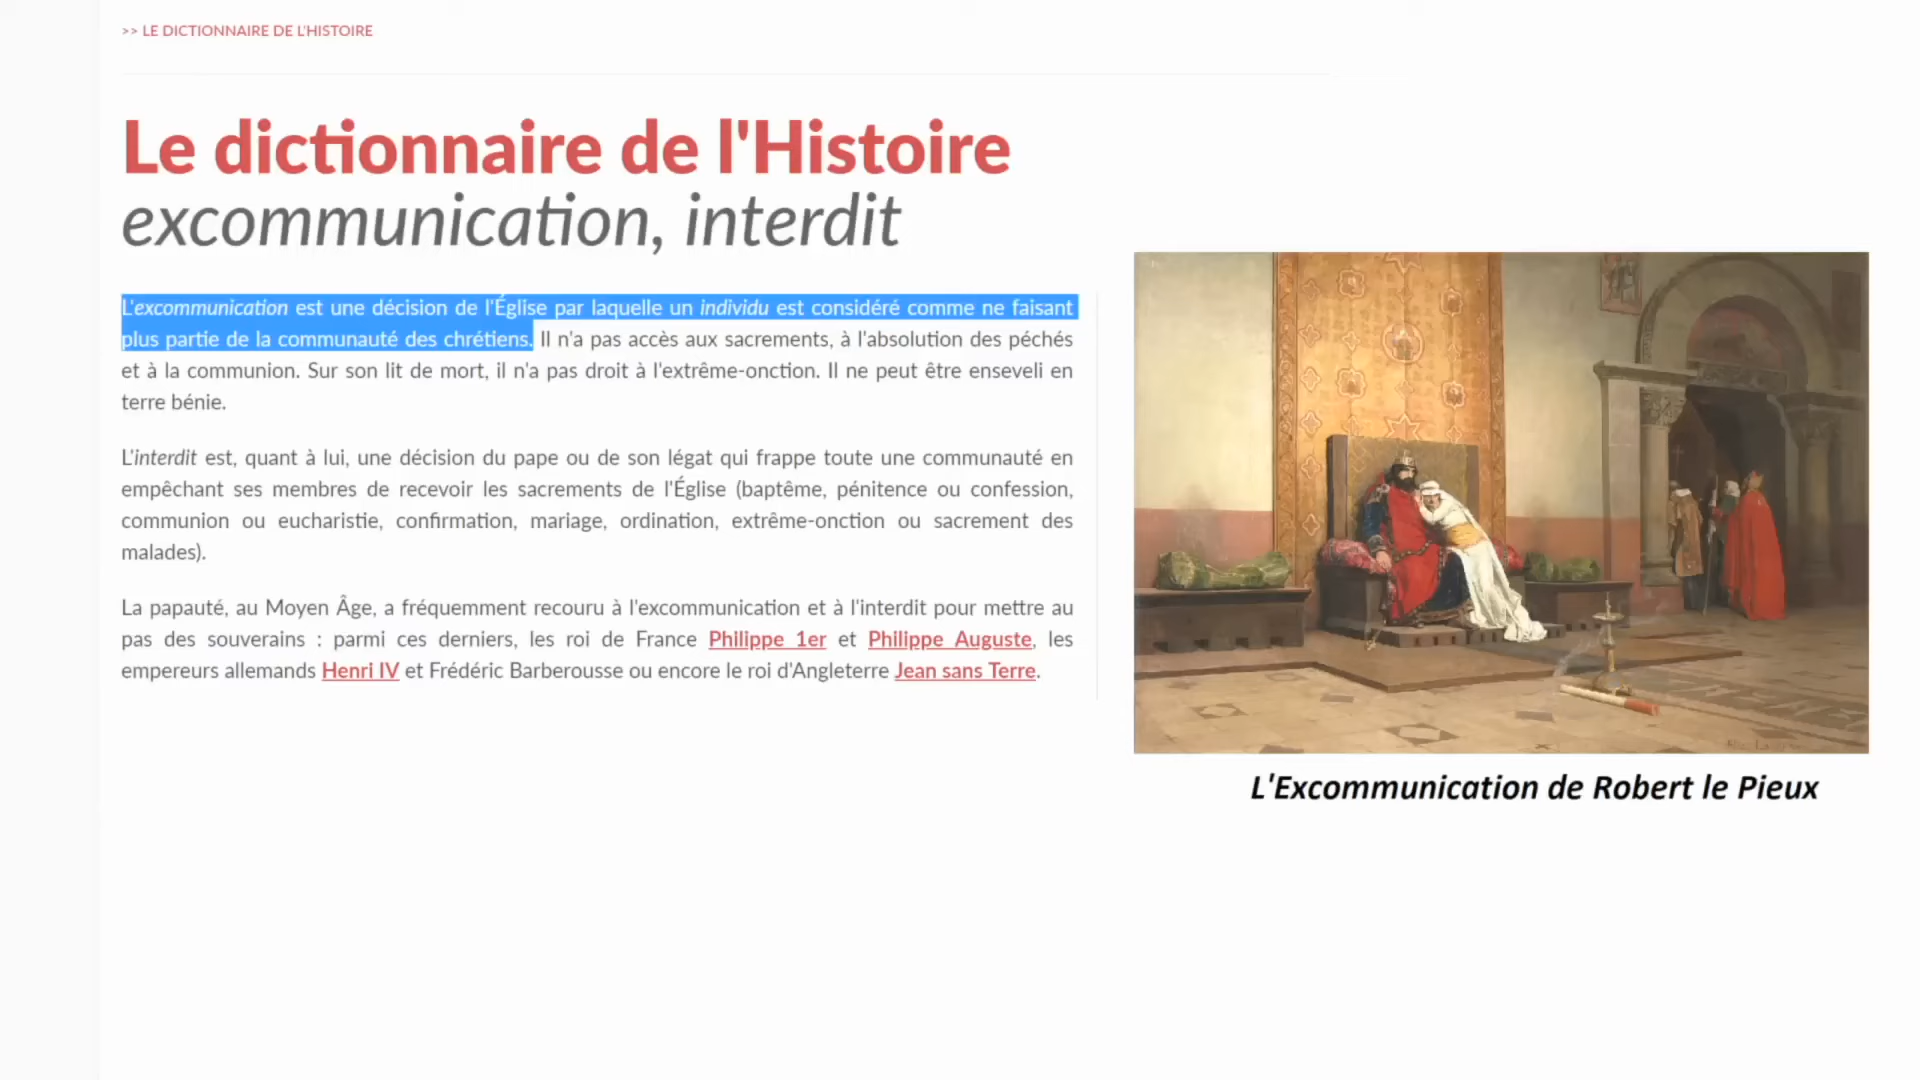 >> LE DICTIONNAIRE DE L'HISTOIRE
Le dictionnaire de l'Histoire
excommunication, interdit
L'excommunication est une décision de l'Église par laquelle un individu est considéré comme ne faisant
plus partie de la communauté des chrétiens. Il n'a pas accès aux sacrements, à l'absolution des péchés
et à la communion. Sur son lit de mort, il n'a pas droit à l'extrême-onction. Il ne peut être enseveli en
terre bénie.
L'interdit est, quant à lui, une décision du pape ou de son légat qui frappe toute une communauté en
empêchant ses membres de recevoir les sacrements de l'Église (baptême, pénitence ou confession,
communion ou eucharistie, confirmation, mariage, ordination, extrême-onction ou sacrement des
malades).
La papauté, au Moyen Âge, a fréquemment recouru à l'excommunication et à l'interdit pour mettre au
pas des souverains : parmi ces derniers, les roi de France Philippe 1er et Philippe Auguste, les
empereurs allemands Henri IV et Frédéric Barberousse ou encore le roi d'Angleterre Jean sans Terre.
L'Excommunication de Robert le Pieux